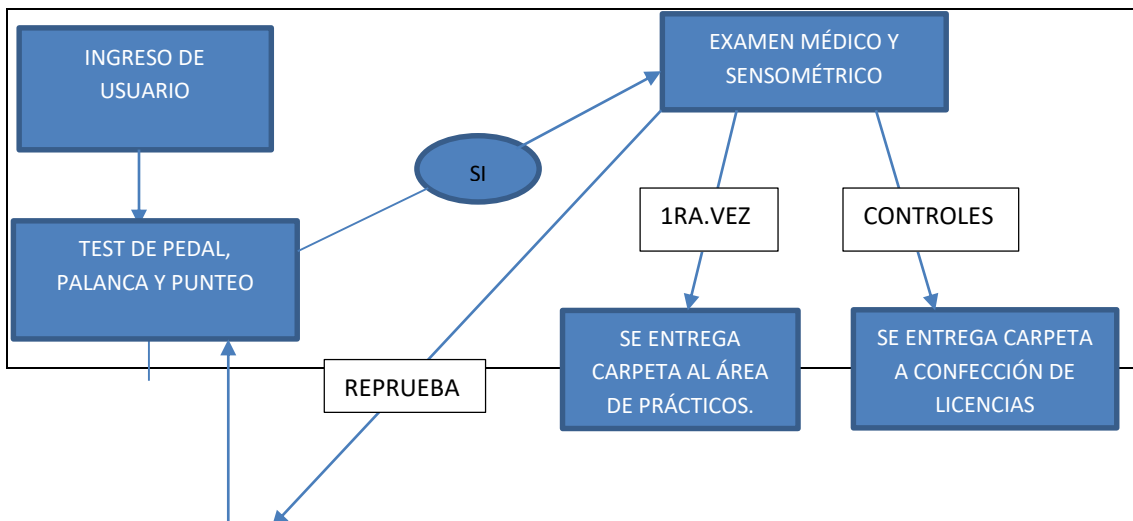 INGRESO DE
USUARIO
EXAMEN MÉDICO Y
SENSOMÉTRICO
SI
1RA.VEZ
CONTROLES
TEST DE PEDAL,
PALANCA Y PUNTEO
SE ENTREGA
CARPETA AL ÁREA
DE PRÁCTICOS.
SE ENTREGA CARPETA
A CONFECCIÓN DE
LICENCIAS
REPRUEBA